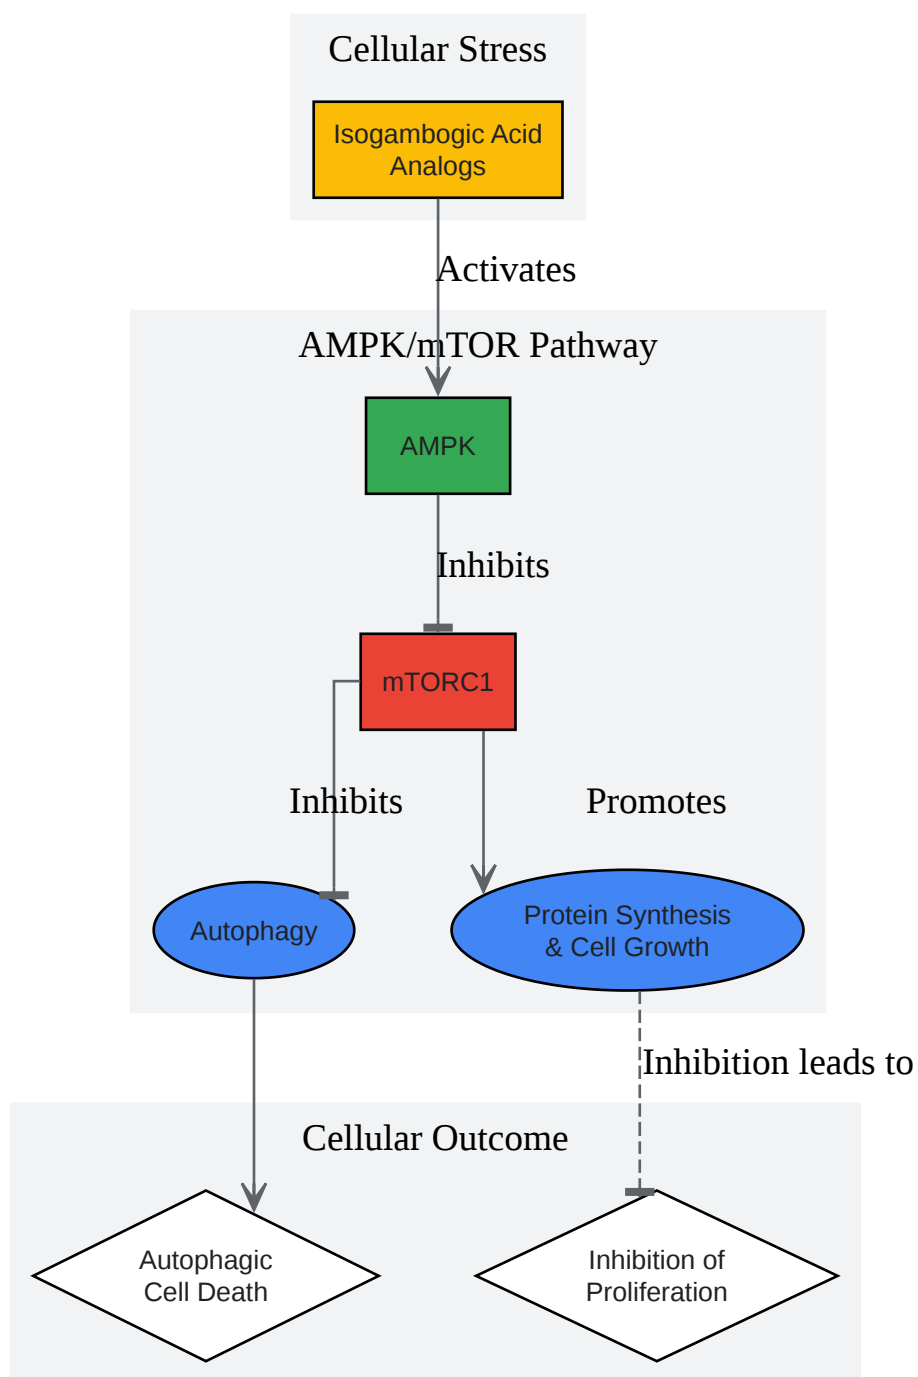 Cellular Stress
Isogambogic Acid
Analogs
Activates
AMPK/mTOR Pathway
AMPK
Inhibits
mTORC1
Inhibits
Promotes
Autophagy
Protein Synthesis
& Cell Growth
Inhibition leads to
Cellular Outcome
Autophagic
Cell Death
Inhibition of
Proliferation